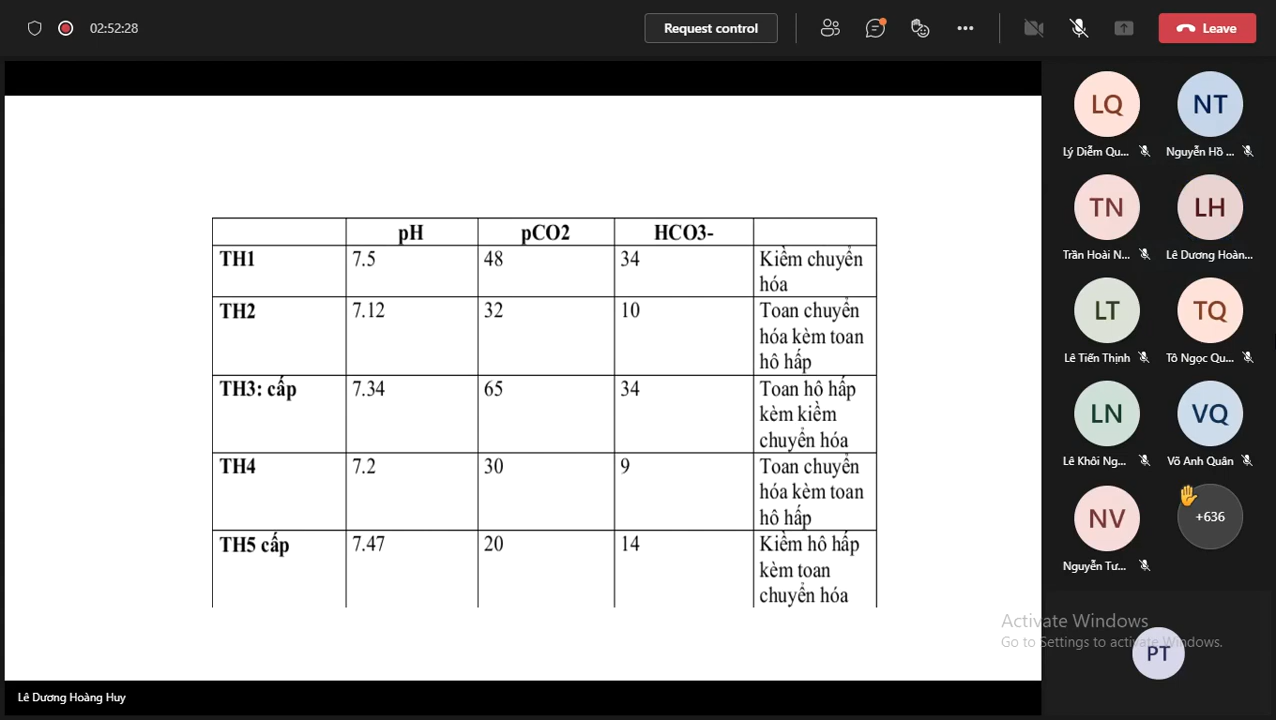 02:52:28
Request control
Leave
LQ
NT
Lý Diễm Qu...
Nguyễn Hồ ...
TN
LH
Trần Hoài N...
Lê Dương Hoàn...
LT
TQ
Lê Tiến Thịnh
Tô Ngọc Qu...
LN
VQ
Lê Khôi Ng...
Võ Anh Quân
NV
+636
Nguyễn Tư...
PT
pH pCO2 HCO3-
TH1 7.5 48 34 Kiềm chuyển
hóa
TH2 7.12 32 10 Toan chuyển
hóa kèm toan
hô hấp
TH3: cấp 7.34 65 34 Toan hô hấp
kèm kiềm
chuyển hóa
TH4 7.2 30 9 Toan chuyển
hóa kèm toan
hô hấp
TH5 cấp 7.47 20 14 Kiềm hô hấp
kèm toan
chuyển hóa
Activate Windows
Go to Settings to activate Windows.
Lê Dương Hoàng Huy